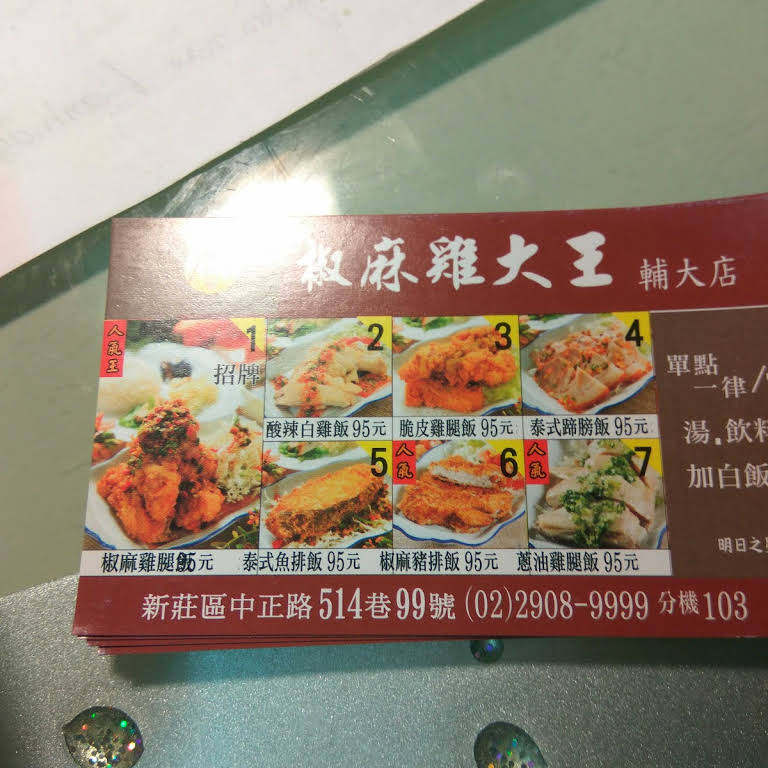 椒麻雞大王 輔大店
人氣王
1
招牌
2
3
4
酸辣白雞飯 95元
脆皮雞腿飯 95元
泰式蹄膀飯 95元
5
人氣
6
人氣
7
椒麻雞腿飯95元
泰式魚排飯 95元
椒麻豬排飯 95元
蔥油雞腿飯 95元
單點
一律/
湯.飲料
加白飯
明日之
新莊區中正路514巷99號 (02)2908-9999 分機103